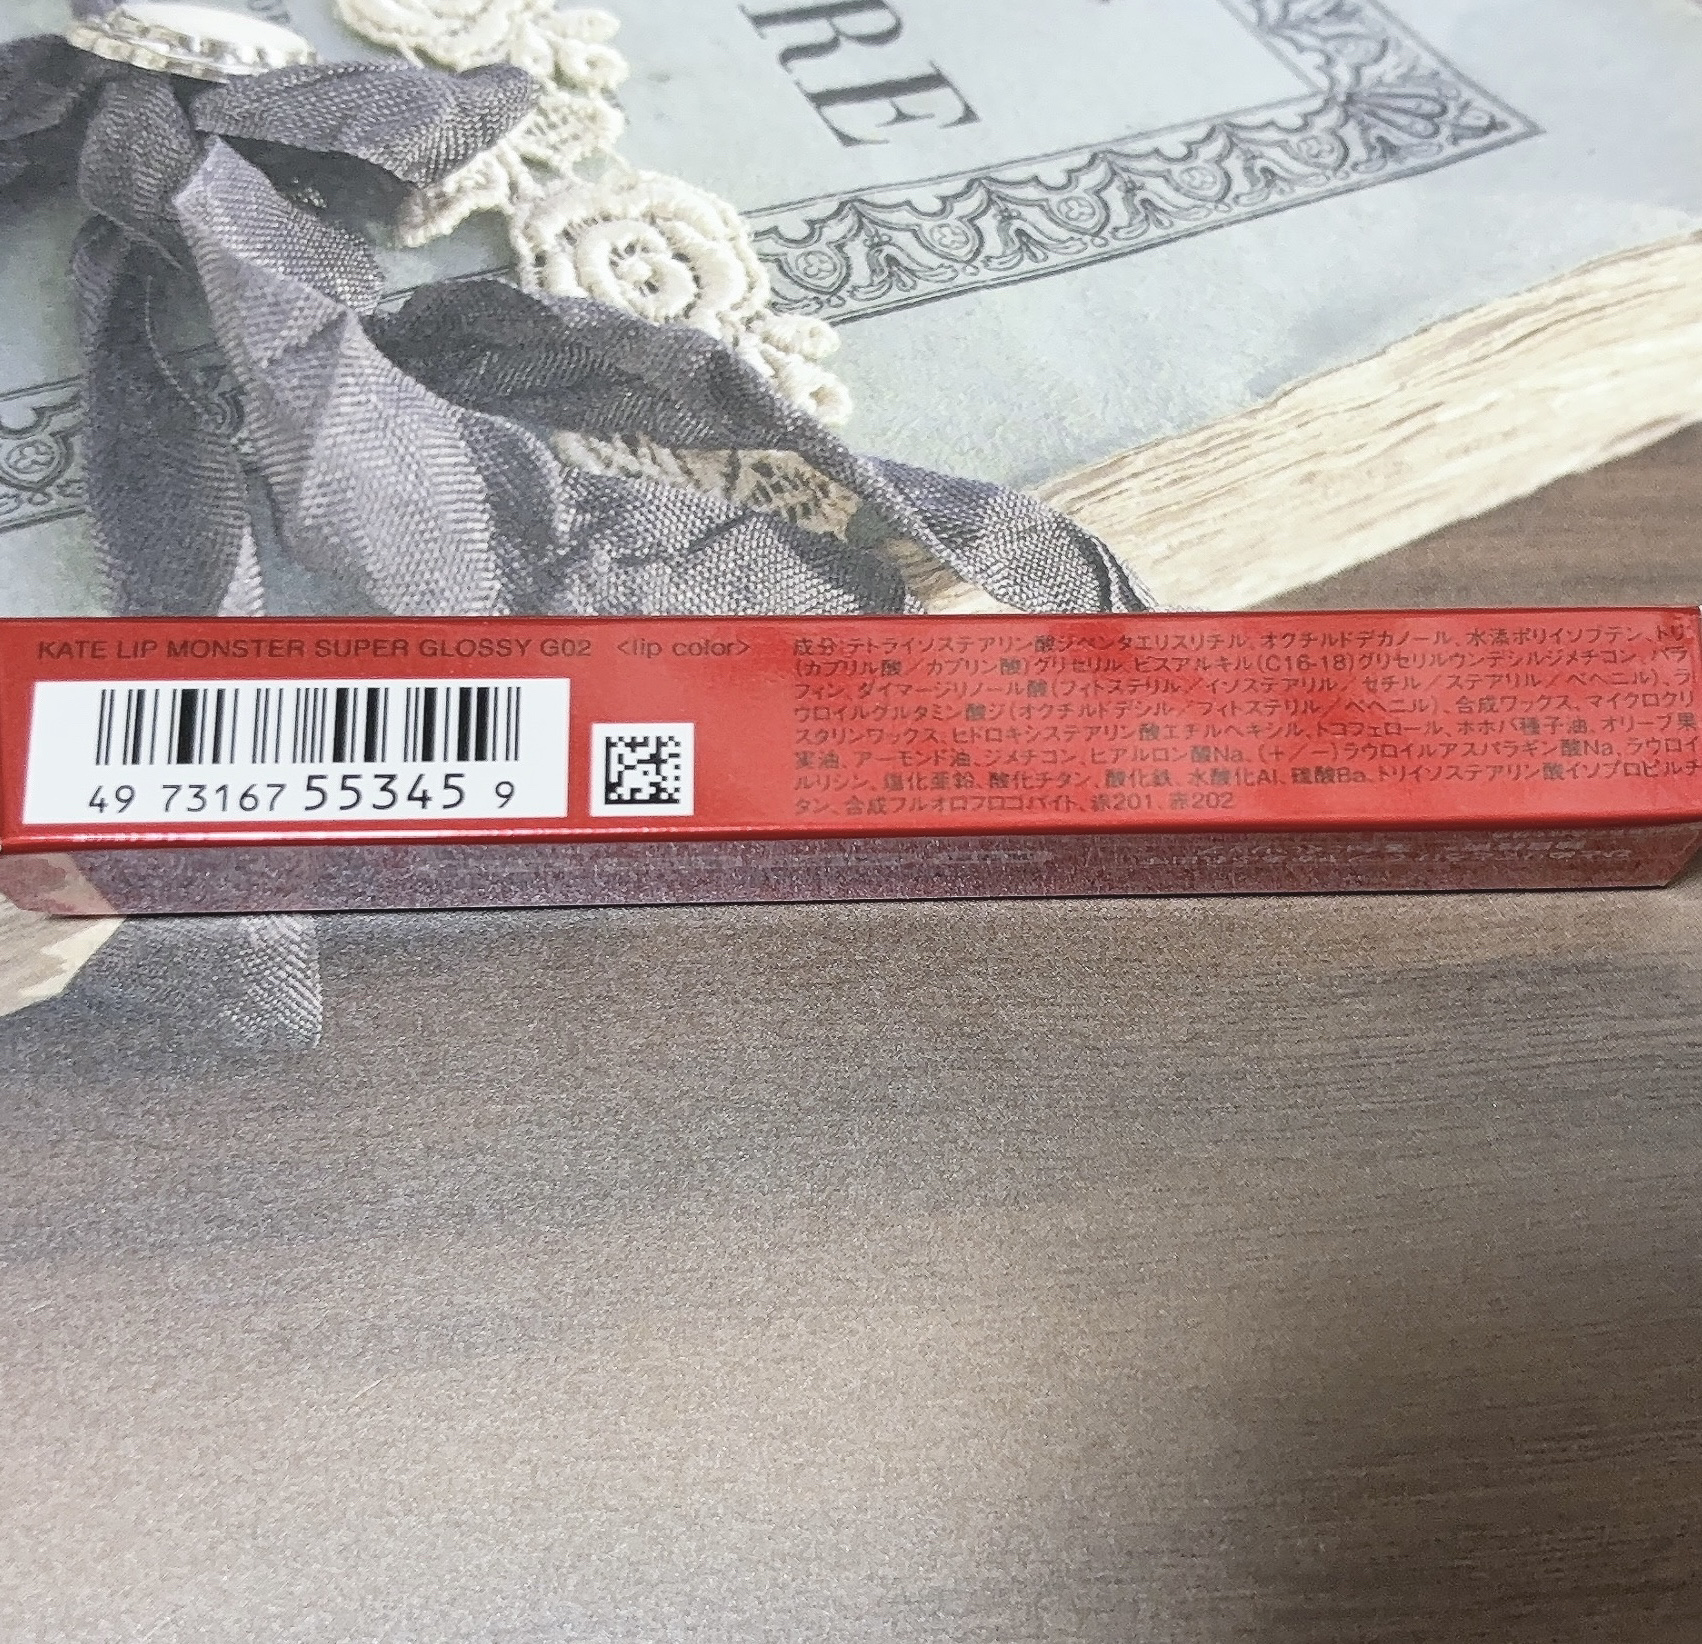 RE
KATE LIP MONSTER SUPER GLOSSY G02 <lip color>
49 73167 55345 9
成分:テトライソステアリン酸ジペンタエリスリチル、オクチルドデカノール、水添ポリイソブテン、トリ
(カプリル酸/カプリン酸)グリセリル、ビスアルキル(C16-18)グリセリルウンデシルジメチコン、パラ
フィン、ダイマージリノール酸(フィトステリル/イソステアリル/セチル/ステアリル/ベヘニル)、ラ
ウロイルグルタミン酸ジ(オクチルドデシル/フィトステリル/ベヘニル)、合成ワックス、マイクロクリ
スタリンワックス、ヒドロキシステアリン酸エチルヘキシル、トコフェロール、ホホバ種子油、オリーブ果
実油、アーモンド油、ジメチコン、ヒアルロン酸Na、(+/-)ラウロイルアスパラギン酸Na、ラウロイ
ルリシン、塩化亜鉛、酸化チタン、酸化鉄、水酸化Al、硫酸Ba、トリイソステアリン酸イソプロピルチ
タン、合成フルオロフロゴパイト、赤201、赤202